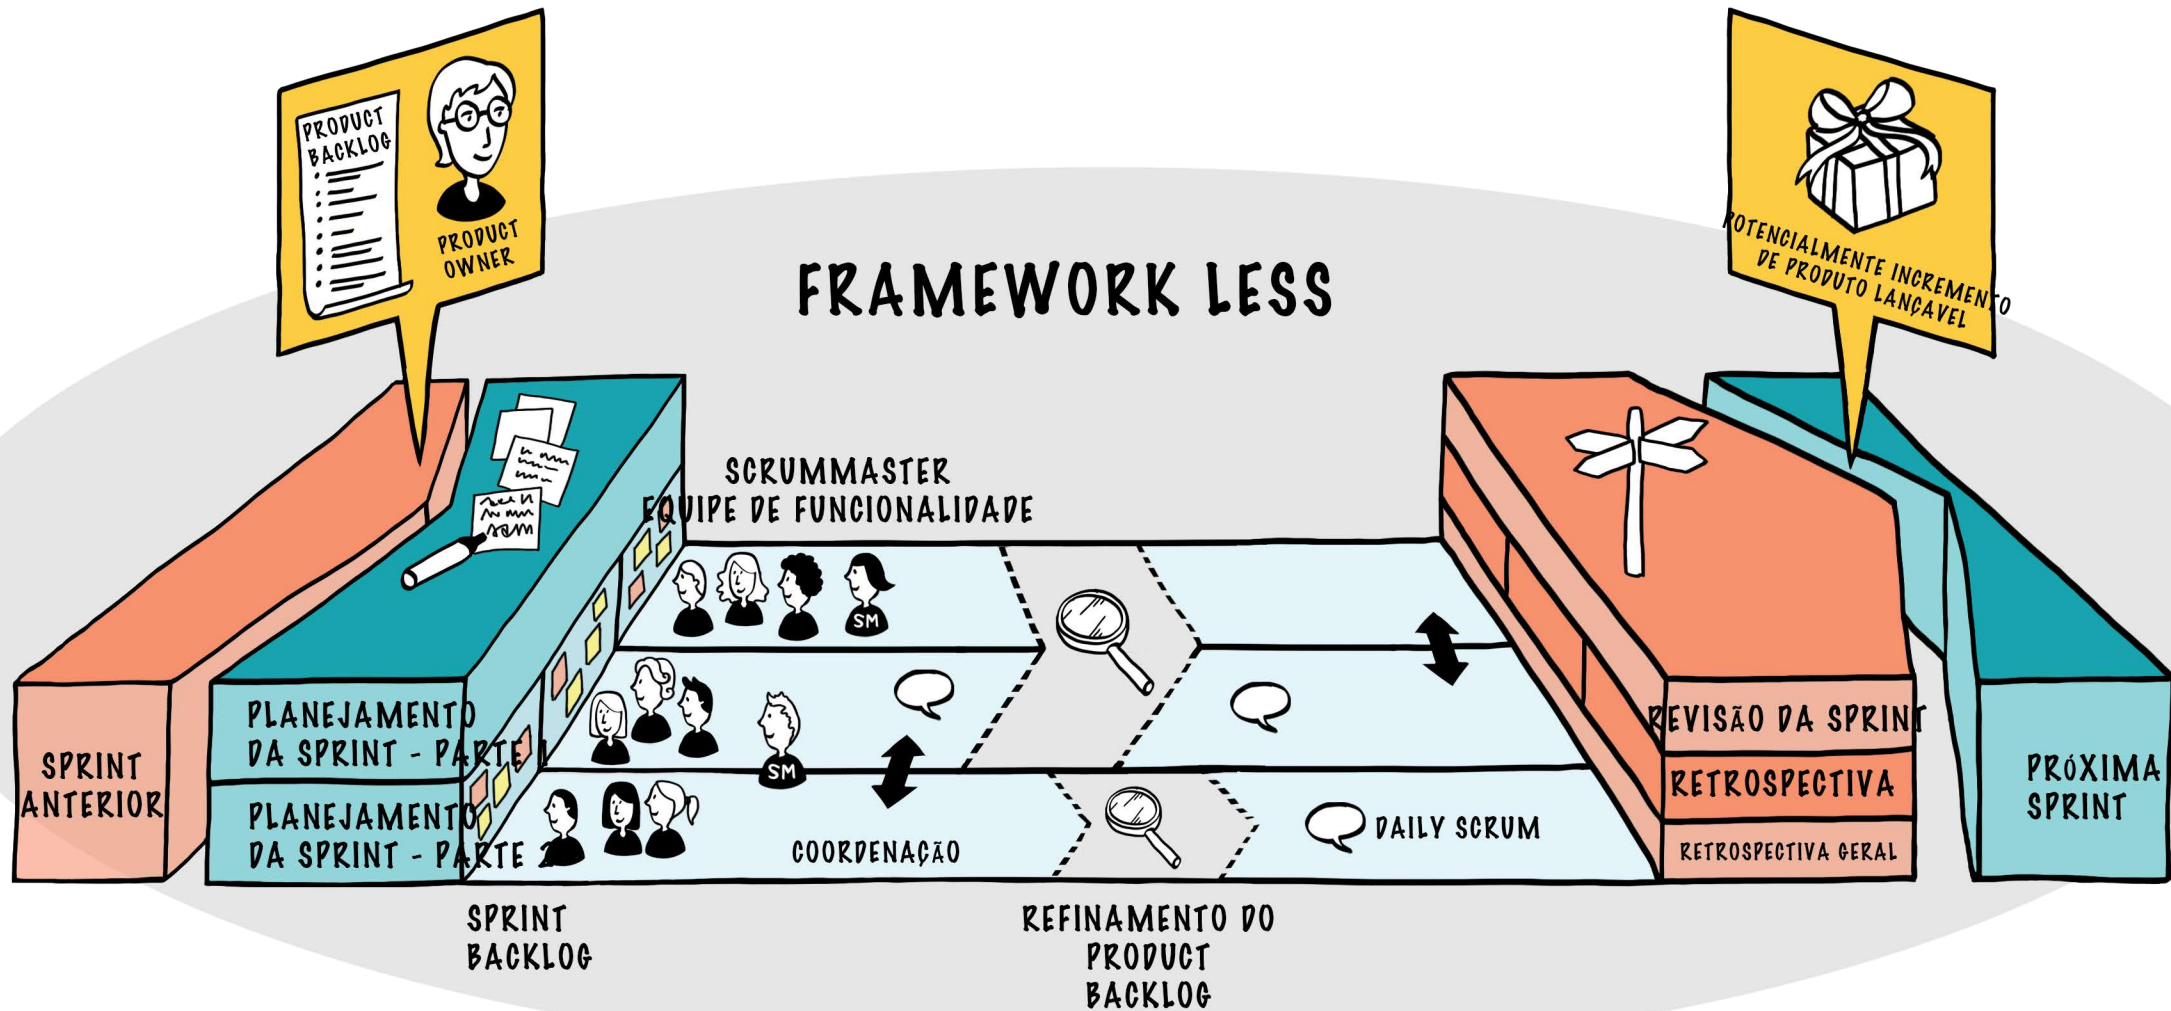 PRODUCT
BACKLOG
PRODUCT
OWNER
POTENCIALMENTE INCREMENTO
DE PRODUTO LANÇAVEL
FRAMEWORK LESS
SCRUMMASTER
EQUIPE DE FUNCIONALIDADE
SM
SM
SPRINT
ANTERIOR
PLANEJAMENTO
DA SPRINT - PARTE 1
PLANEJAMENTO
DA SPRINT - PARTE 2
COORDENAÇÃO
DAILY SCRUM
REVISÃO DA SPRINT
RETROSPECTIVA
RETROSPECTIVA GERAL
PRÓXIMA
SPRINT
SPRINT
BACKLOG
REFINAMENTO DO
PRODUCT
BACKLOG